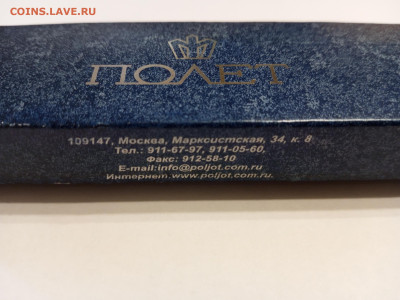 COINS.LAVE.RU
ПОЛЕТ
109147, Москва, Марксистская, 34, к. 8
Тел.: 911-67-97, 911-05-60,
Факс: 912-58-10
E-mail:info@poljot.com.ru
Интернет.www.poljot.com.ru